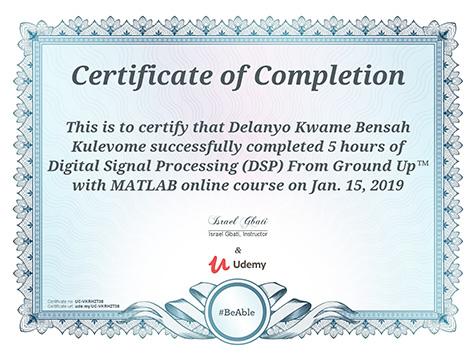 Certificate of Completion
This is to certify that Delanyo Kwame Bensah
Kulevome successfully completed 5 hours of
Digital Signal Processing (DSP) From Ground Up™
with MATLAB online course on Jan. 15, 2019
Israel Gbati
Israel Gbati, Instructor
&
Udemy
Certificate no: UC-VKRHZT38
Certificate url: ude.my/UC-VKRHZT38
#BeAble